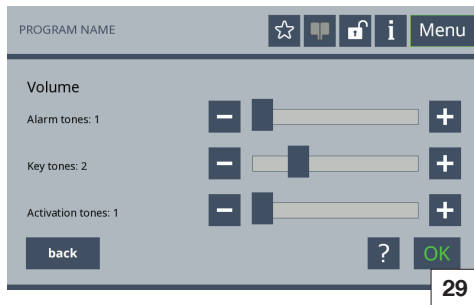 PROGRAM NAME i Menu
Volume
Alarm tones: 1
Key tones: 2
Activation tones: 1
back ? OK
29